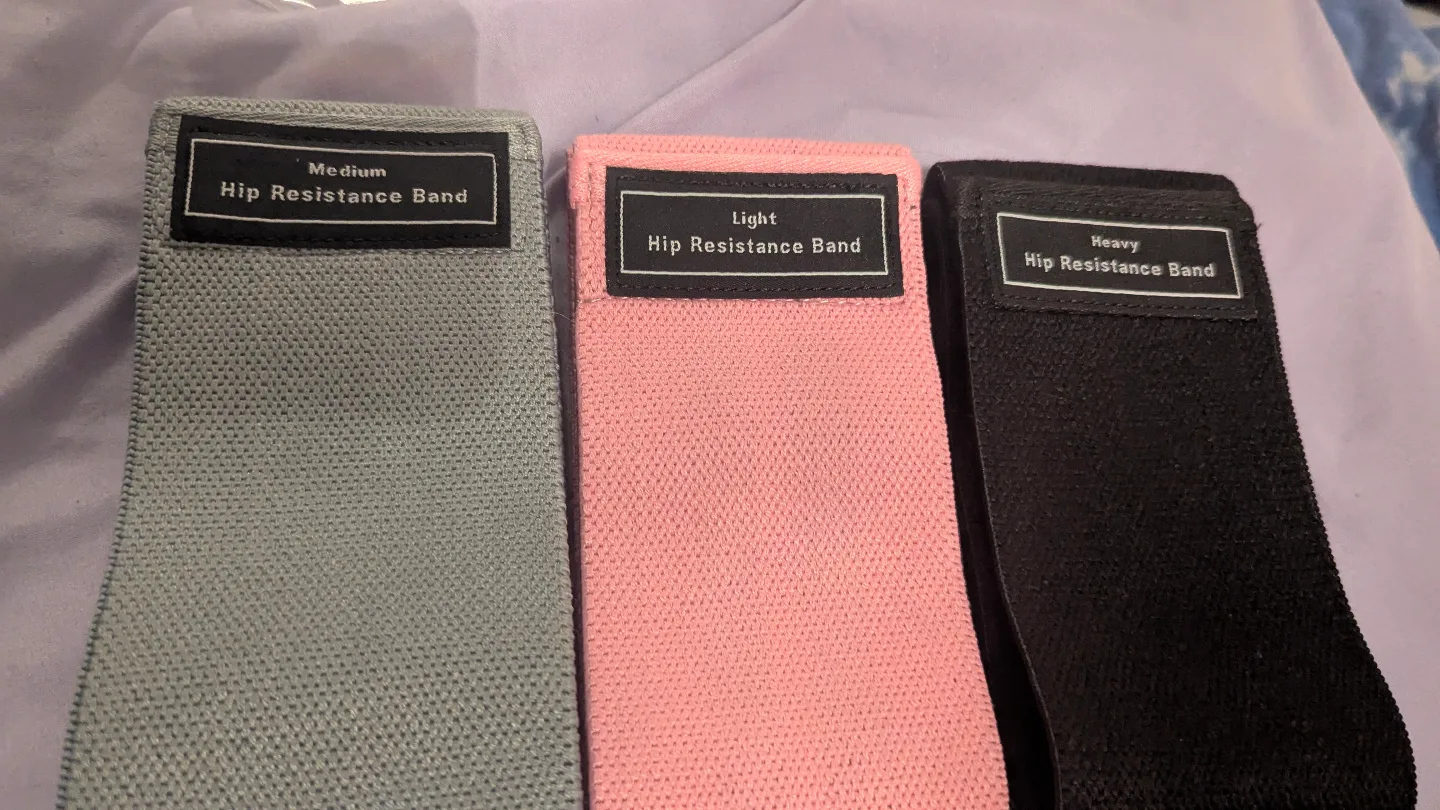 Medium
Hip Resistance Band
Light
Hip Resistance Band
Heavy
Hip Resistance Band